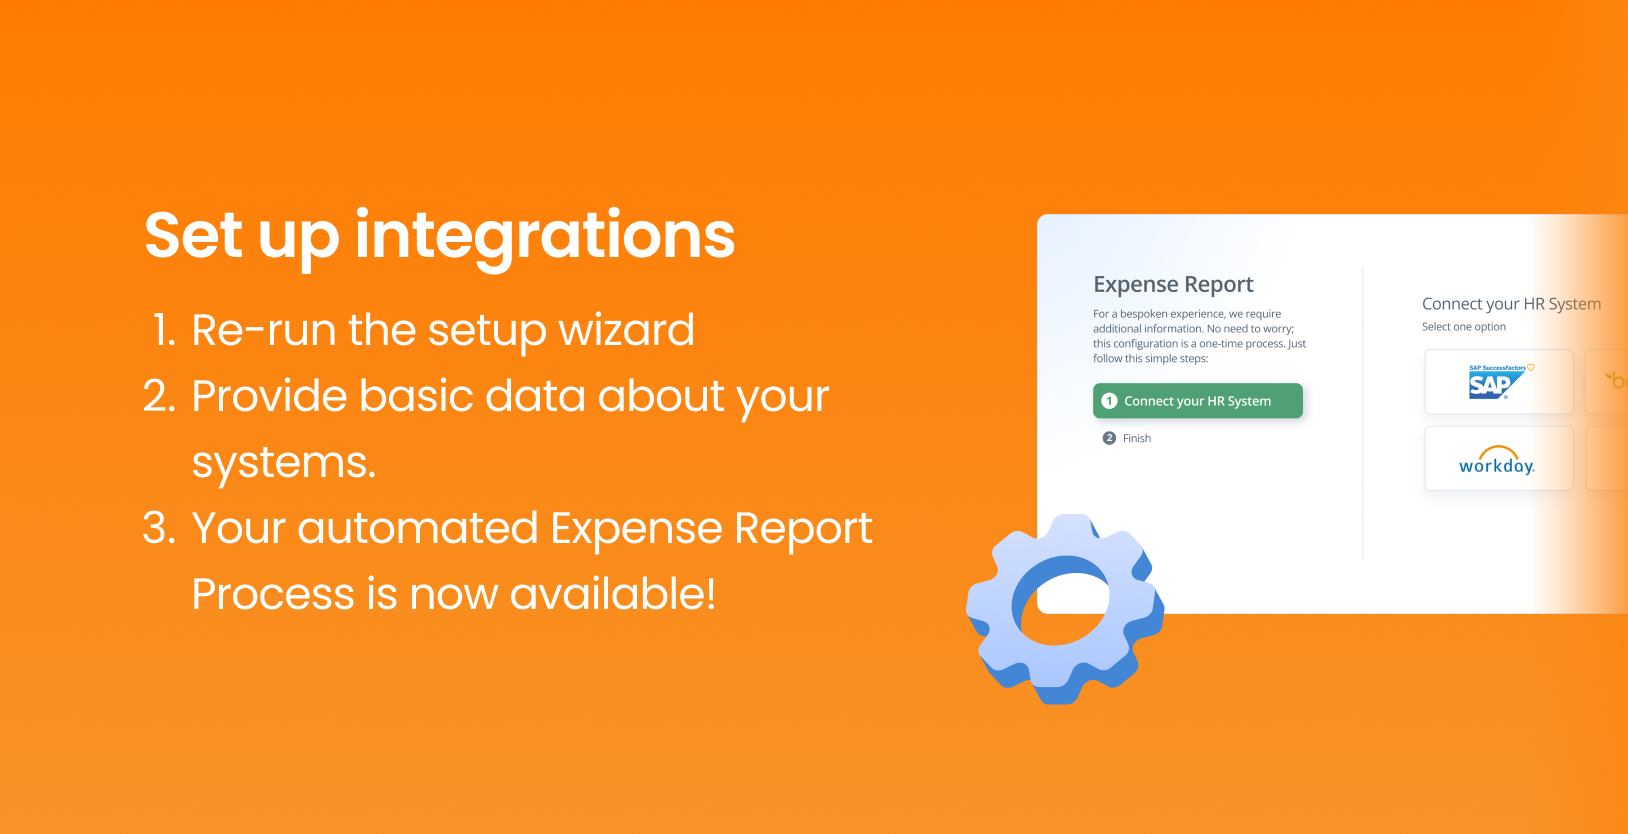 Set up integrations
1. Re-run the setup wizard
2. Provide basic data about your
systems.
3. Your automated Expense Report
Process is now available!
Expense Report
For a bespoken experience, we require
additional information. No need to worry;
this configuration is a one-time process. Just
follow this simple steps:
1 Connect your HR System
2 Finish
Connect your HR System
Select one option
SAP SuccessFactors
SAP
workday.